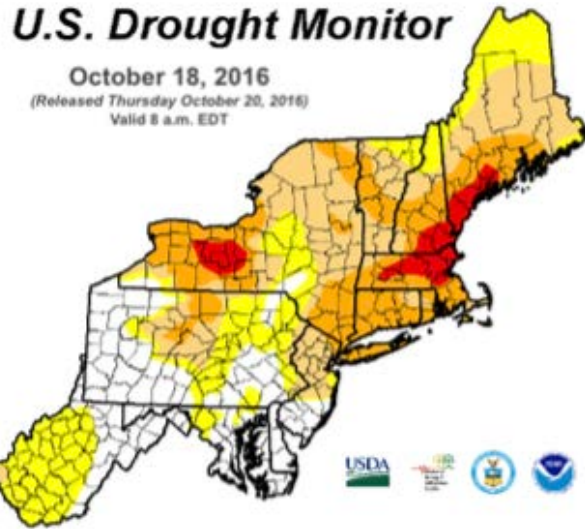 U.S. Drought Monitor
October 18, 2016
(Released Thursday October 20, 2016)
Valid 8 a.m. EDT
USDA